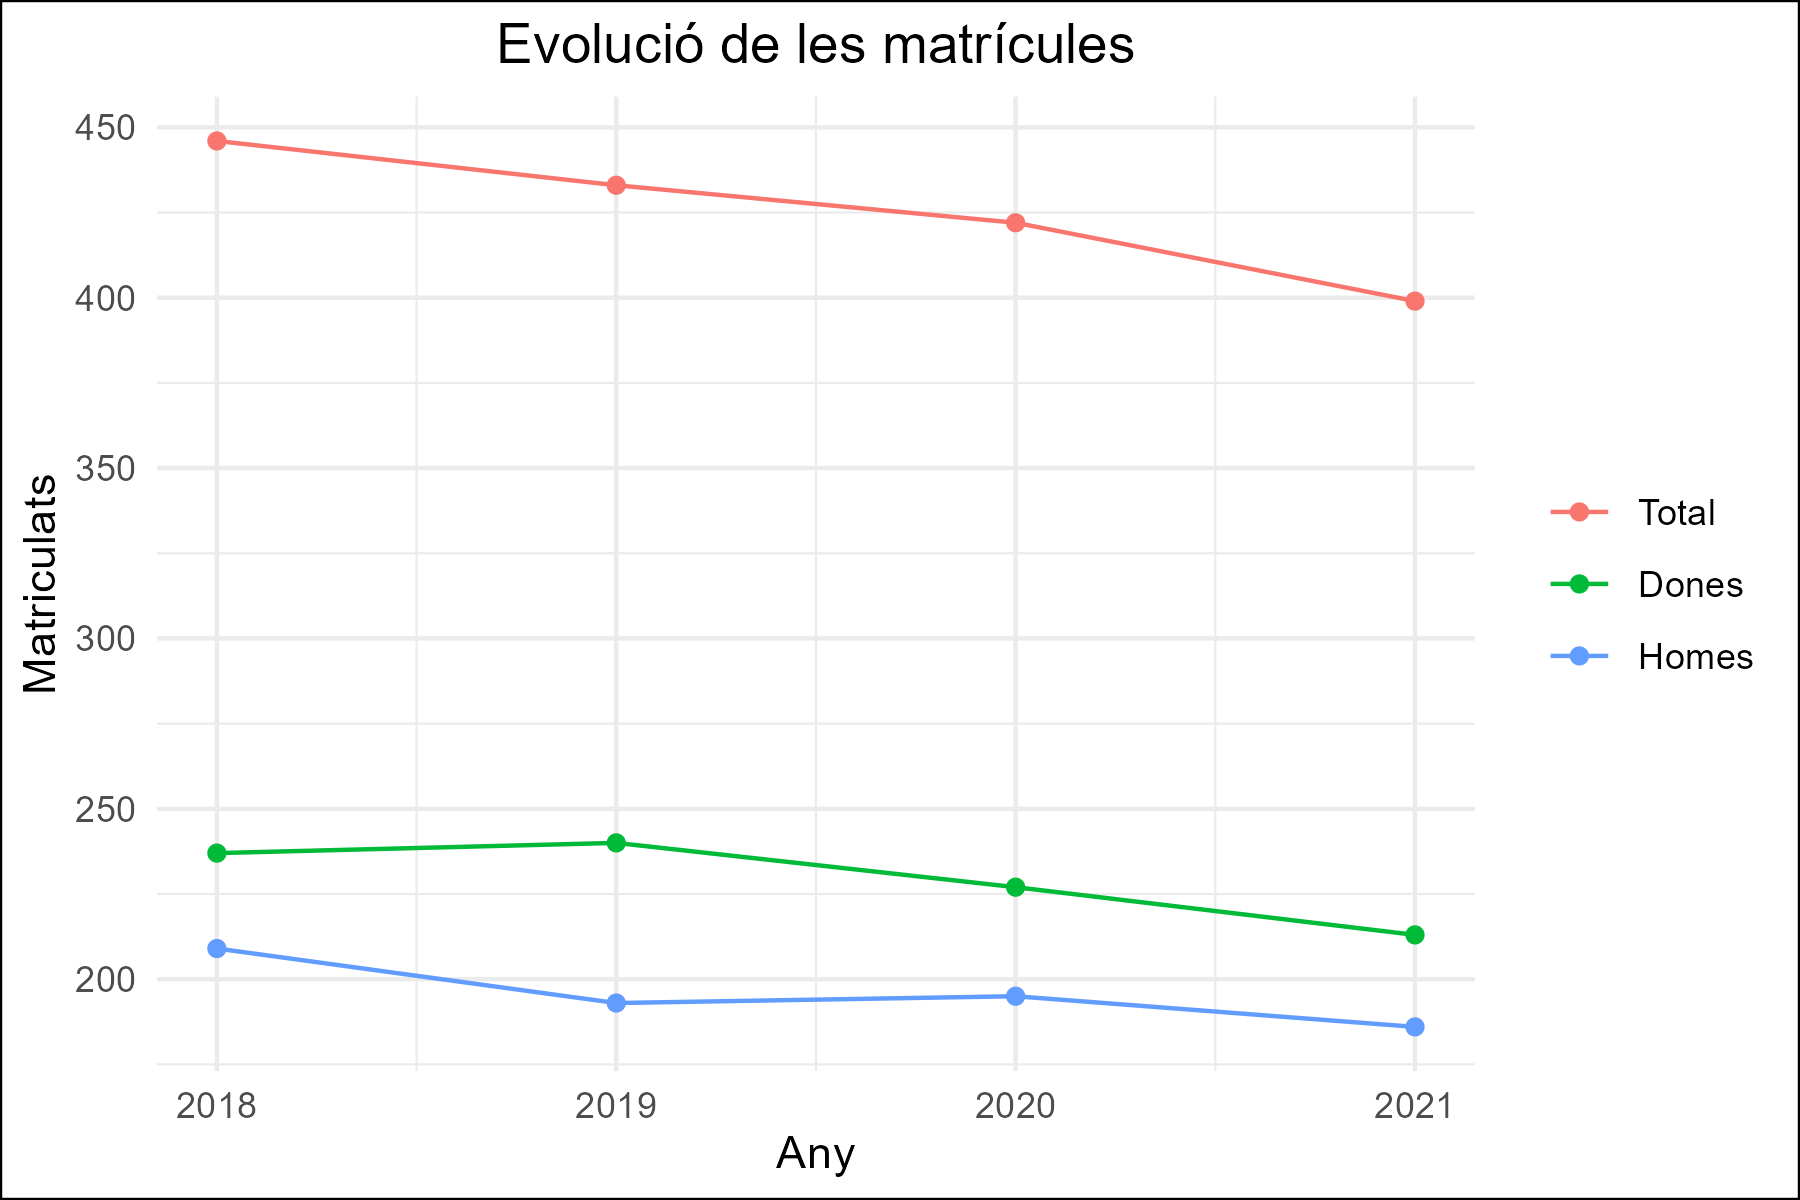 Evolució de les matrícules
450
400
350
300
250
200
Matriculats
2018
2019
2020
2021
Any
Total
Dones
Homes